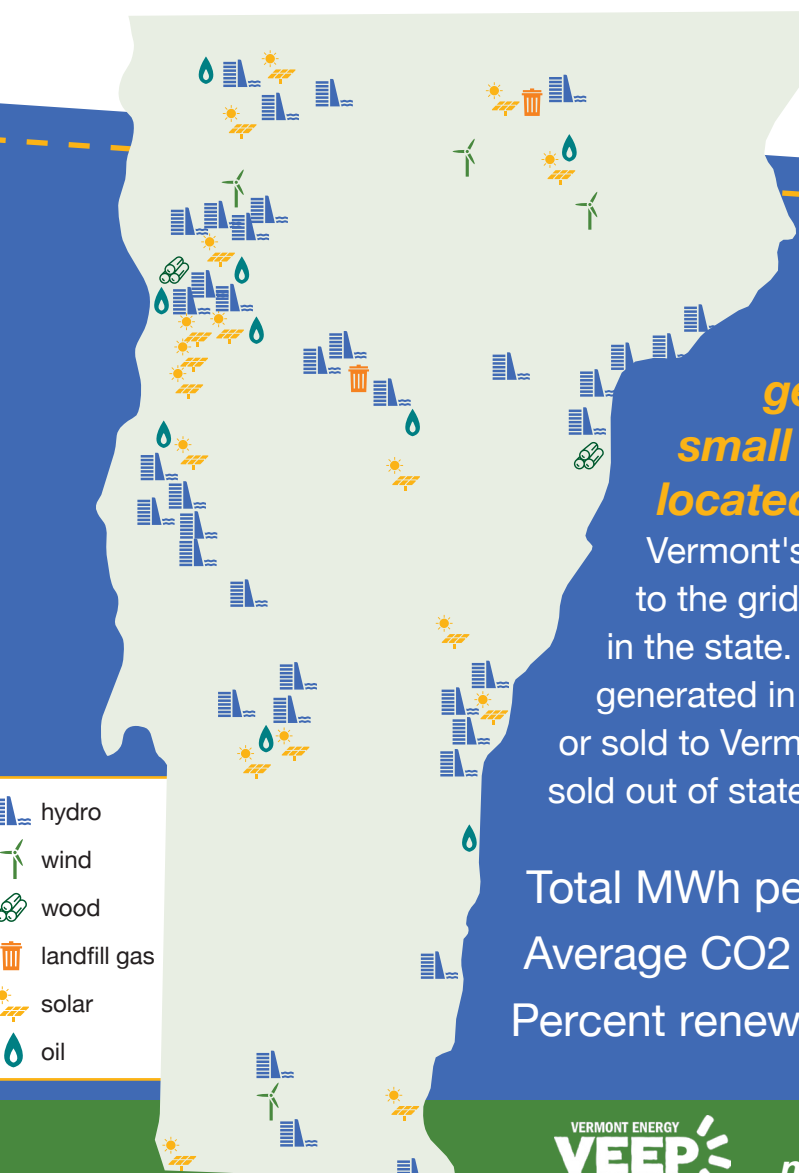 ge
small
located
Vermont's
to the grid
in the state.
generated in
or sold to Verm
sold out of state
hydro
wind
wood
landfill gas
solar
oil
Total MWh pe
Average CO2
Percent renew
VERMONT ENERGY
VEEP